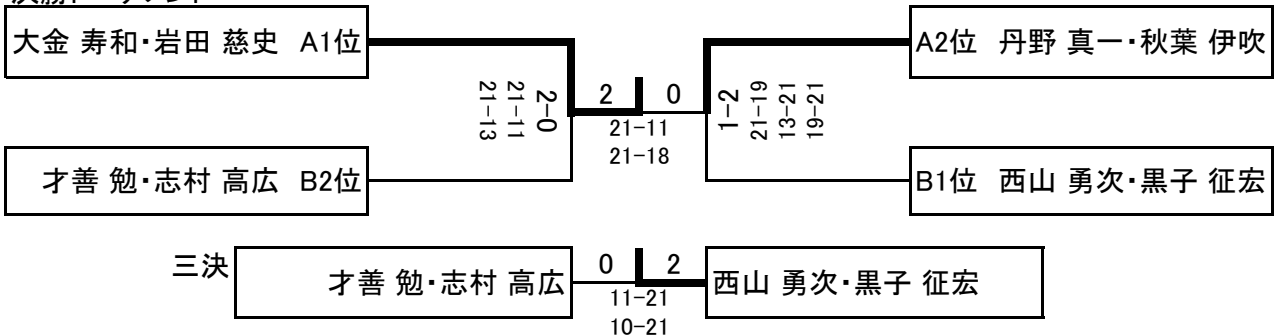 決勝トーナメント
大金 寿和・岩田 慈史 A1位
A2位 丹野 真一・秋葉 伊吹
2-0
21-11
21-13
2 0
21-11
21-18
1-2
21-19
13-21
19-21
才善 勉・志村 高広 B2位
B1位 西山 勇次・黒子 征宏
三決
才善 勉・志村 高広
0 2
西山 勇次・黒子 征宏
11-21
10-21